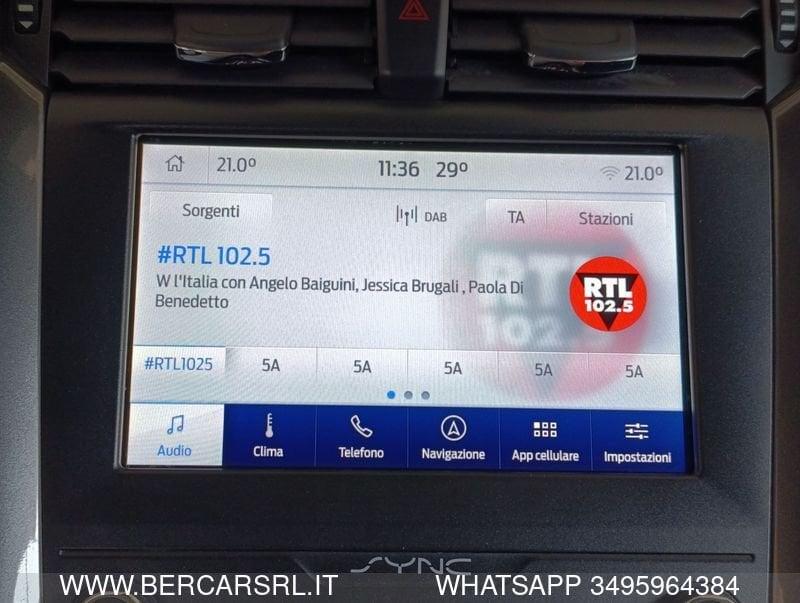 21.0° 11:36 29° 21.0°
Sorgenti DAB TA Stazioni
#RTL 102.5
W l'Italia con Angelo Baiguini, Jessica Brugali , Paola Di
Benedetto
RTL
102.5
#RTL1025 5A 5A 5A 5A 5A
Audio Clima Telefono Navigazione App cellulare Impostazioni
SYNC
WWW.BERCARSRL.IT WHATSAPP 3495964384